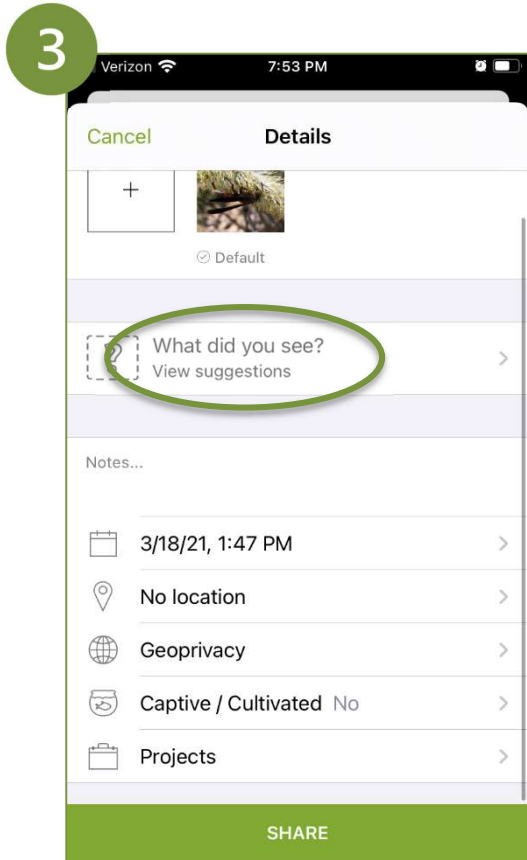 3
Verizon 7:53 PM
Cancel Details
+
Default
?
What did you see?
View suggestions
Notes...
3/18/21, 1:47 PM
No location
Geoprivacy
Captive / Cultivated No
Projects
SHARE